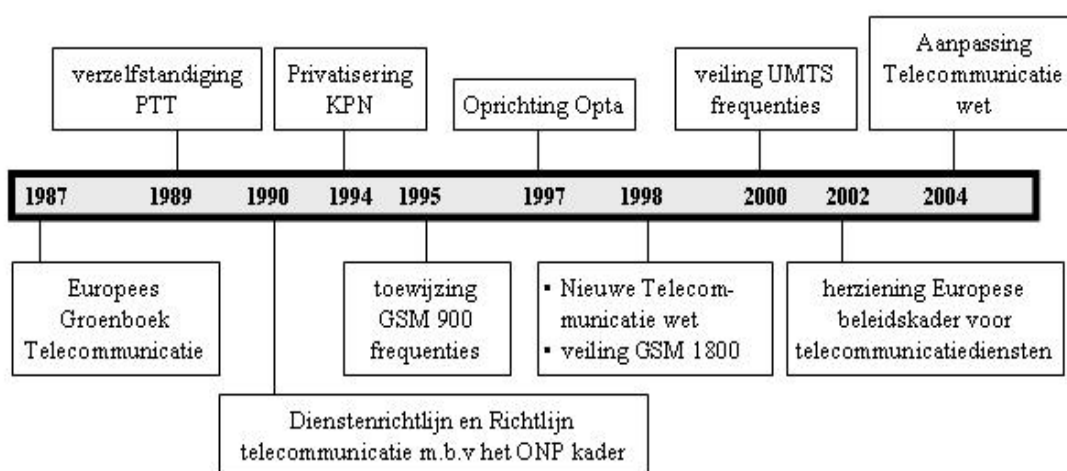 verzelfstandiging
PTT
Privatisering
KPN
Oprichting Opta
veiling UMTS
frequenties
Aanpassing
Telecommunicatie
wet
1987 1989 1990 1994 1995 1997 1998 2000 2002 2004
Europees
Groenboek
Telecommunicatie
toewijzing
GSM 900
frequenties
▪ Nieuwe Telecom-
municatie wet
▪ veiling GSM 1800
herziening Europese
beleidskader voor
telecommunicatiediensten
Dienstenrichtlijn en Richtlijn
telecommunicatie m.b.v het ONP kader